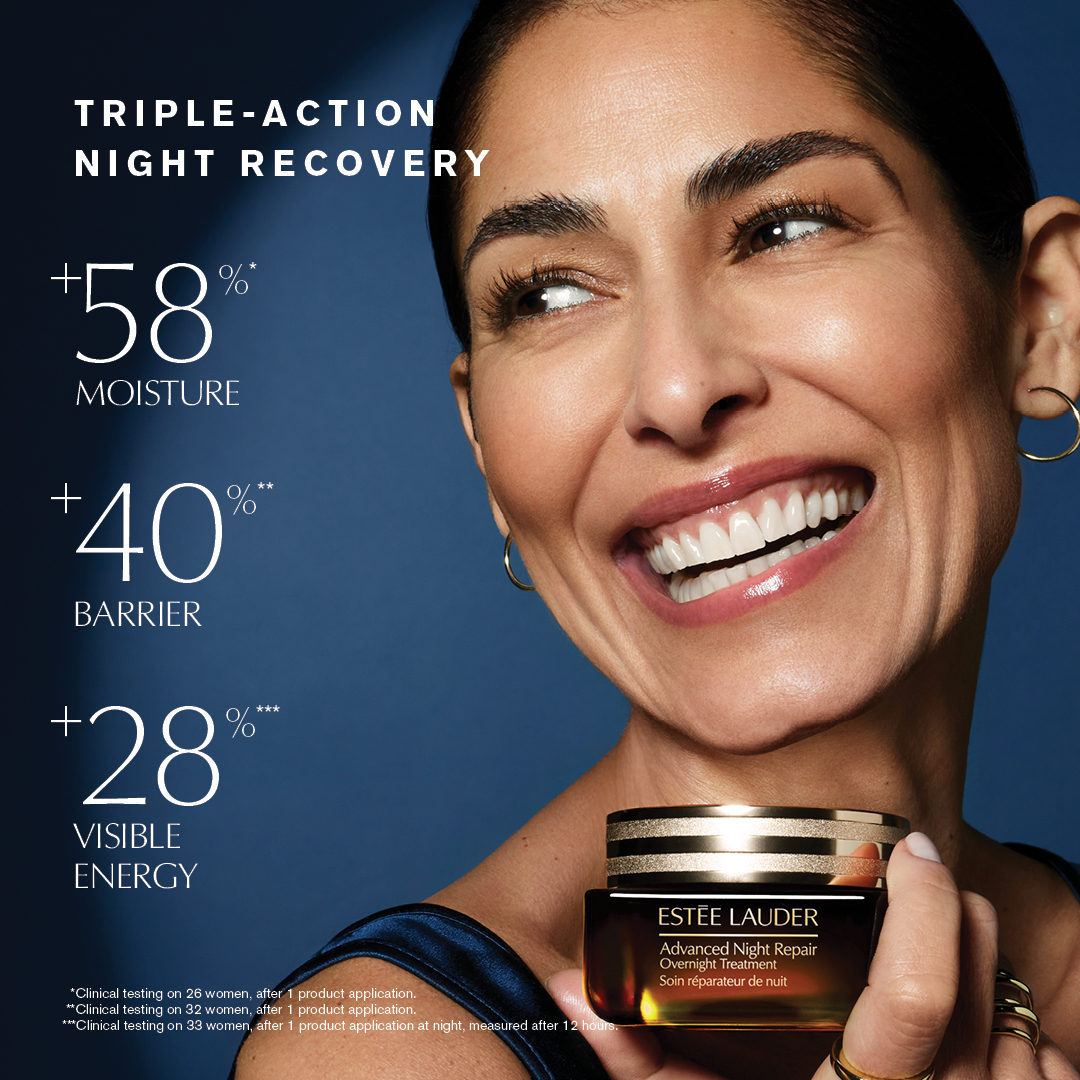 TRIPLE-ACTION
NIGHT RECOVERY
+58%*
MOISTURE
+40%**
BARRIER
+28%***
VISIBLE
ENERGY
ESTĒE LAUDER
Advanced Night Repair
Overnight Treatment
Soin réparateur de nuit
*Clinical testing on 26 women, after 1 product application.
**Clinical testing on 32 women, after 1 product application.
***Clinical testing on 33 women, after 1 product application at night, measured after 12 hours.